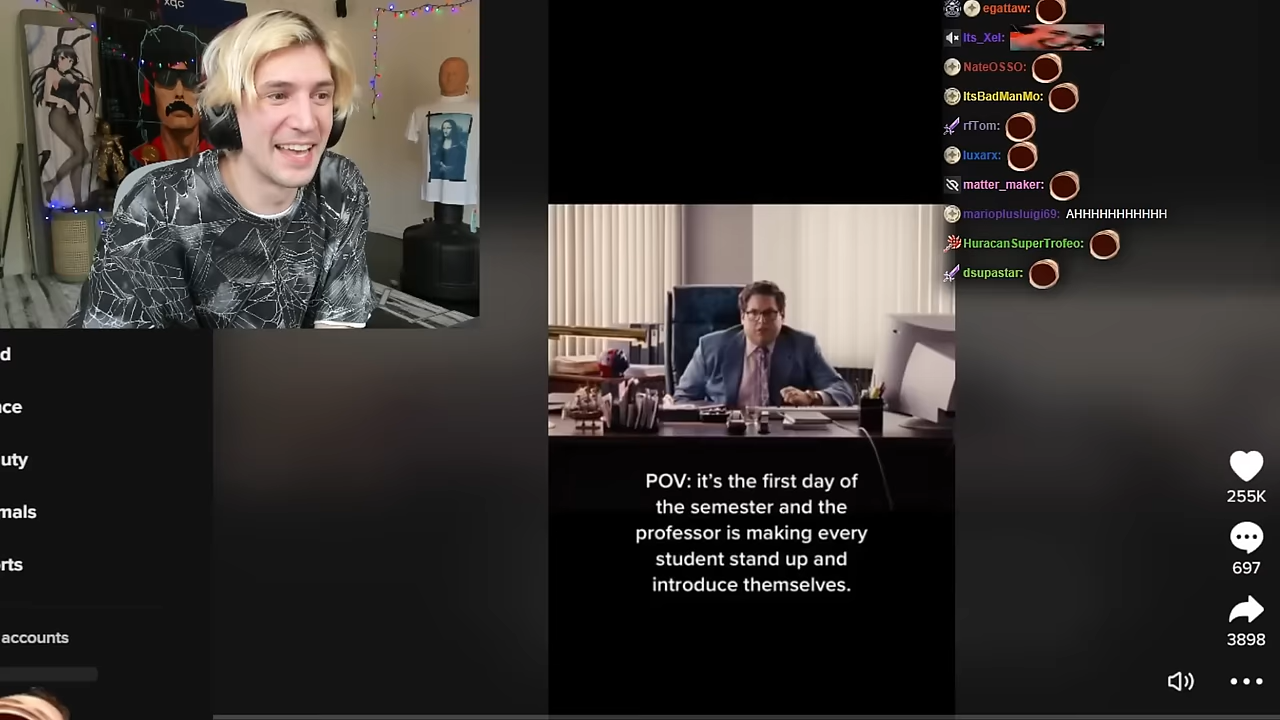 xqc
d
ce
uty
mals
rts
accounts
POV: it's the first day of
the semester and the
professor is making every
student stand up and
introduce themselves.
egattaw:
Its_Xel:
NateOSSO:
ItsBadManMo:
rfTom:
luxarx:
matter_maker:
marioplusluigi69: AHHHHHHHHHHH
HuracanSuperTrofeo:
dsupastar:
255K
697
3898